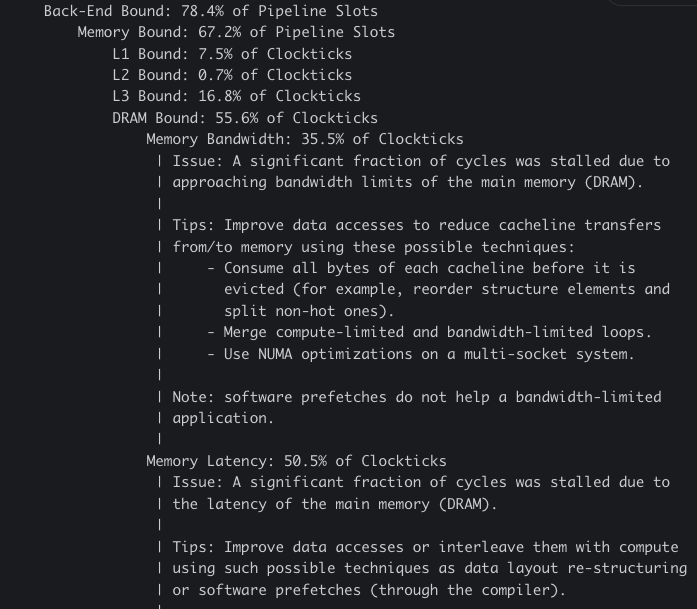 Back-End Bound: 78.4% of Pipeline Slots
Memory Bound: 67.2% of Pipeline Slots
L1 Bound: 7.5% of Clockticks
L2 Bound: 0.7% of Clockticks
L3 Bound: 16.8% of Clockticks
DRAM Bound: 55.6% of Clockticks
Memory Bandwidth: 35.5% of Clockticks
| Issue: A significant fraction of cycles was stalled due to
| approaching bandwidth limits of the main memory (DRAM).
|
| Tips: Improve data accesses to reduce cacheline transfers
| from/to memory using these possible techniques:
|     - Consume all bytes of each cacheline before it is
|       evicted (for example, reorder structure elements and
|       split non-hot ones).
|     - Merge compute-limited and bandwidth-limited loops.
|     - Use NUMA optimizations on a multi-socket system.
|
| Note: software prefetches do not help a bandwidth-limited
| application.
|
Memory Latency: 50.5% of Clockticks
| Issue: A significant fraction of cycles was stalled due to
| the latency of the main memory (DRAM).
|
| Tips: Improve data accesses or interleave them with compute
| using such possible techniques as data layout re-structuring
| or software prefetches (through the compiler).
|